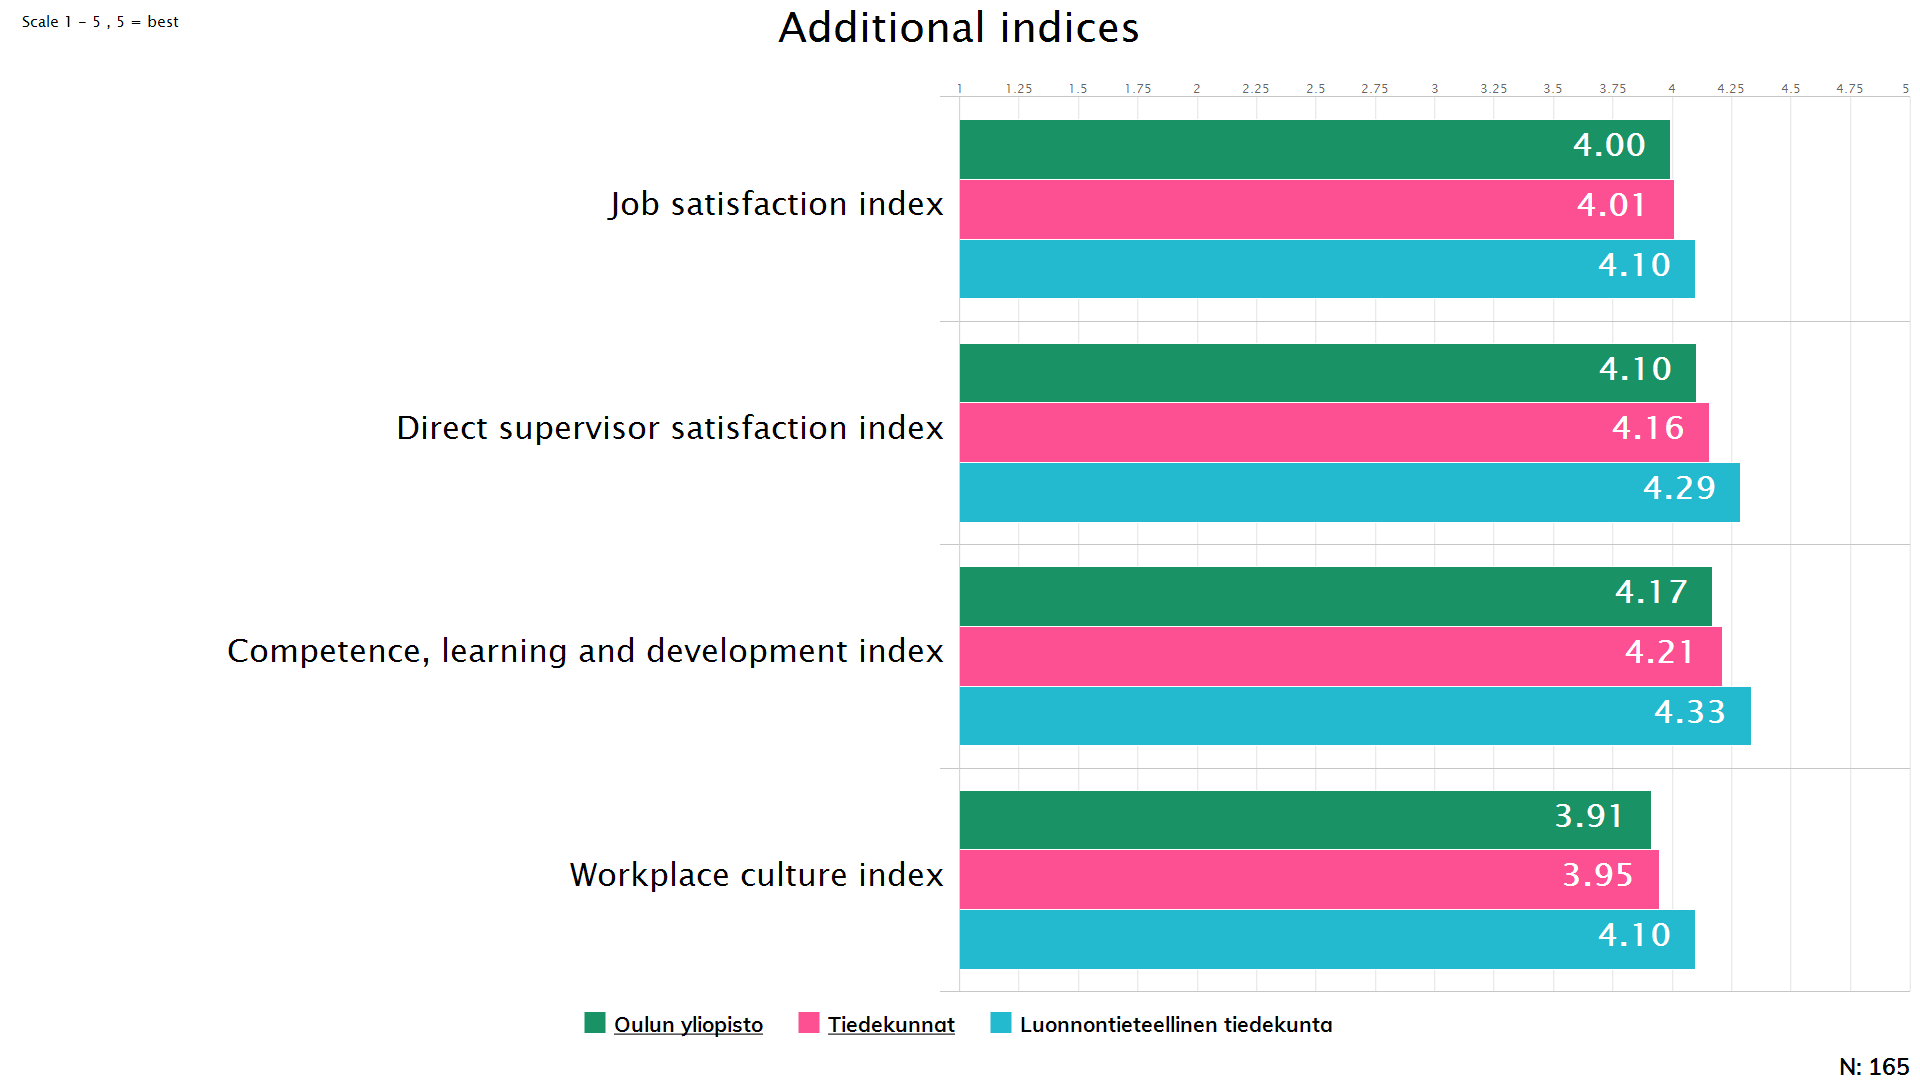 Scale 1 - 5 , 5 = best
Additional indices
1 1.25 1.5 1.75 2 2.25 2.5 2.75 3 3.25 3.5 3.75 4 4.25 4.5 4.75 5
Job satisfaction index
4.00
4.01
4.10
Direct supervisor satisfaction index
4.10
4.16
4.29
Competence, learning and development index
4.17
4.21
4.33
Workplace culture index
3.91
3.95
4.10
Oulun yliopisto Tiedekunnat Luonnontieteellinen tiedekunta
N: 165